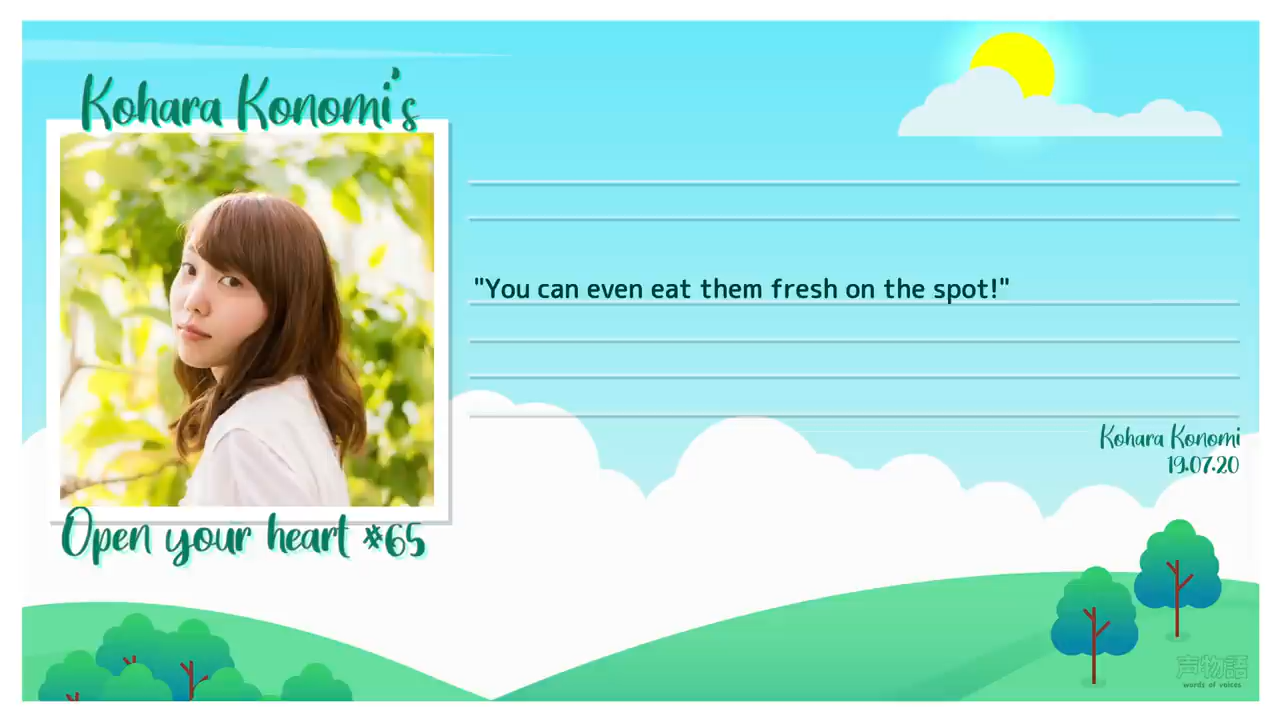 Kohara Konomi's
"You can even eat them fresh on the spot!"
Kohara Konomi
19.07.20
Open your heart #65
声物語
words of voices